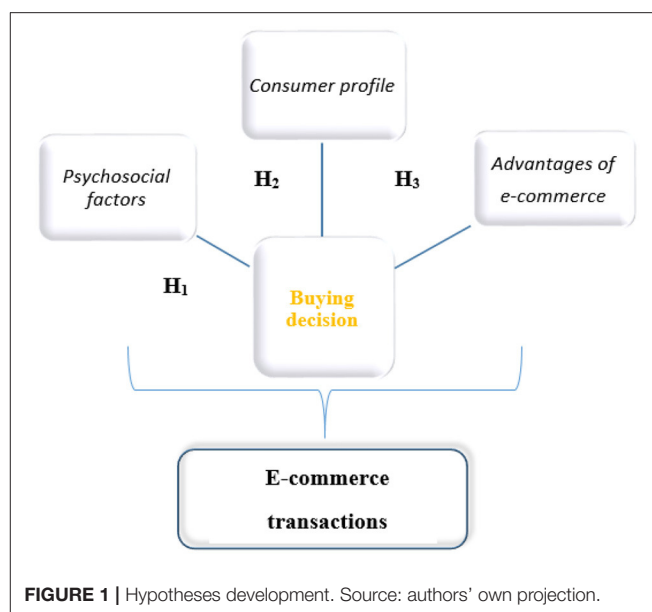 Consumer profile
Psychosocial
factors
H₂
H₃
Advantages of
e-commerce
H₁
Buying
decision
E-commerce
transactions
FIGURE 1 | Hypotheses development. Source: authors' own projection.